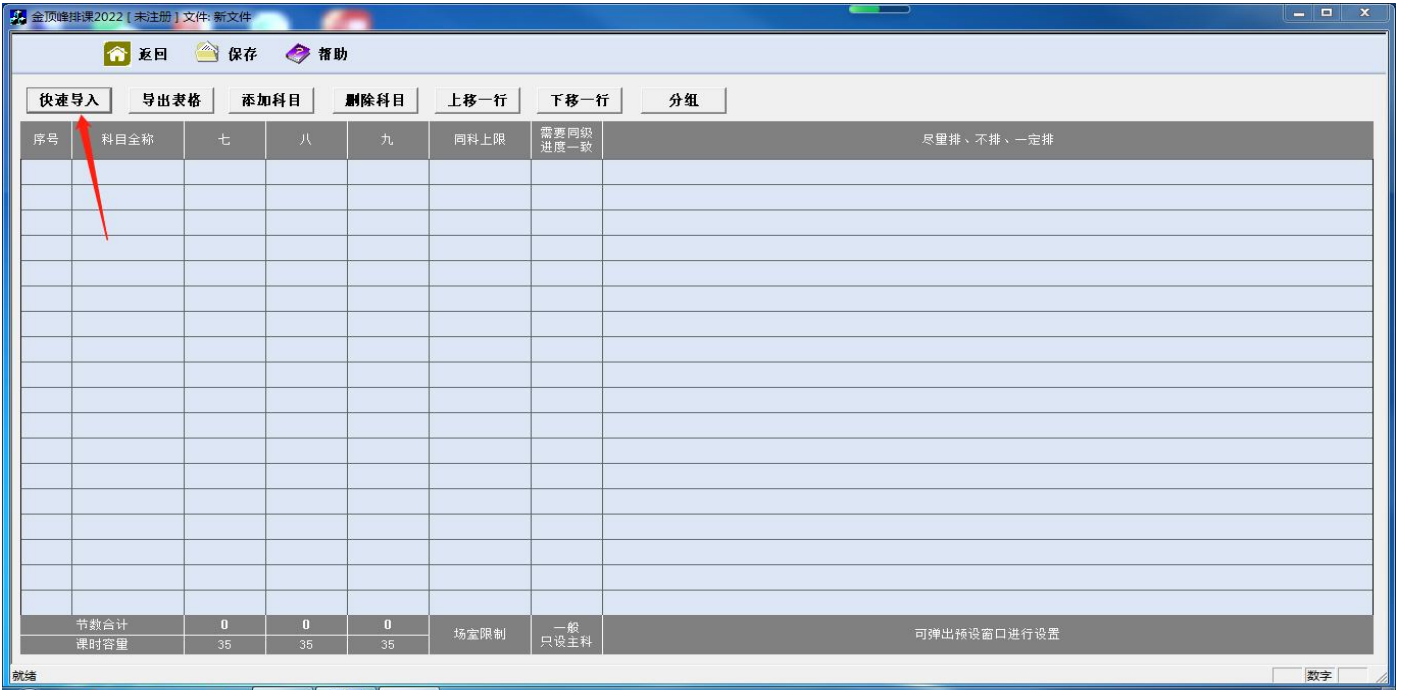 金顶峰排课2022 [ 未注册 ] 文件: 新文件
返回 保存 帮助
快速导入 导出表格 添加科目 删除科目 上移一行 下移一行 分组
序号 科目全称 七 八 九 同科上限 需要同级 尽量排、不排、一定排
进度一致
节数合计 0 0 0 场室限制 一般 可弹出预设窗口进行设置
课时容量 35 35 35 只设主科
就绪 数字